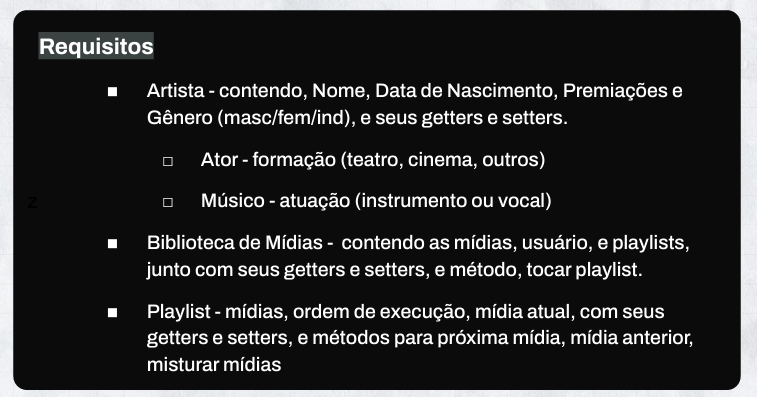 Requisitos
■ Artista - contendo, Nome, Data de Nascimento, Premiações e
Gênero (masc/fem/ind), e seus getters e setters.
□ Ator - formação (teatro, cinema, outros)
□ Músico - atuação (instrumento ou vocal)
z
■ Biblioteca de Mídias - contendo as mídias, usuário, e playlists,
junto com seus getters e setters, e método, tocar playlist.
■ Playlist - mídias, ordem de execução, mídia atual, com seus
getters e setters, e métodos para próxima mídia, mídia anterior,
misturar mídias